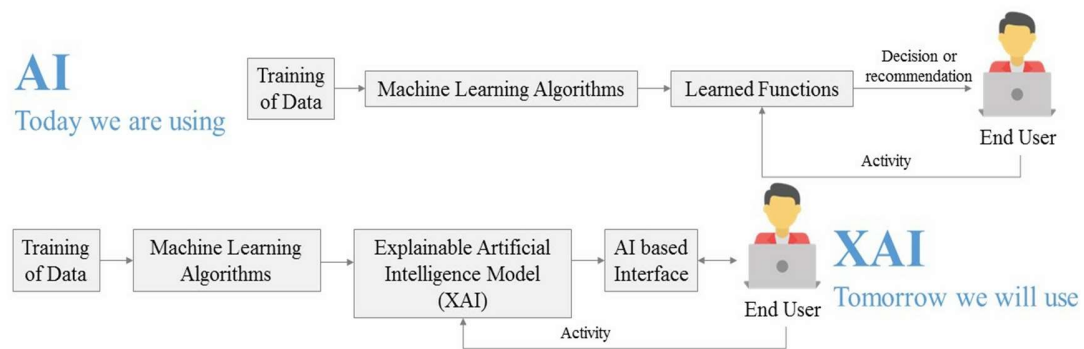 AI
Today we are using
Training
of Data
Machine Learning Algorithms
Learned Functions
Decision or
recommendation
End User
Activity
Training
of Data
Machine Learning
Algorithms
Explainable Artificial
Intelligence Model
(XAI)
AI based
Interface
End User
Activity
XAI
Tomorrow we will use